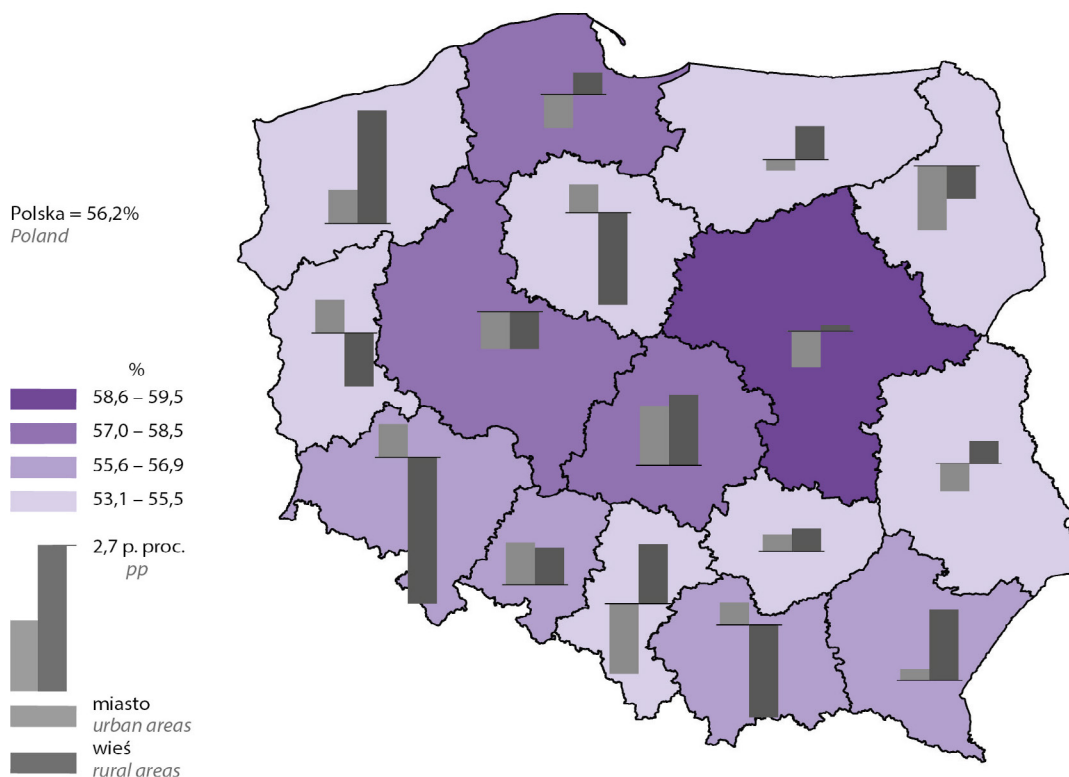 Polska = 56,2%
Poland
%
58,6 – 59,5
57,0 – 58,5
55,6 – 56,9
53,1 – 55,5
2,7 p. proc.
pp
miasto
urban areas
wieś
rural areas